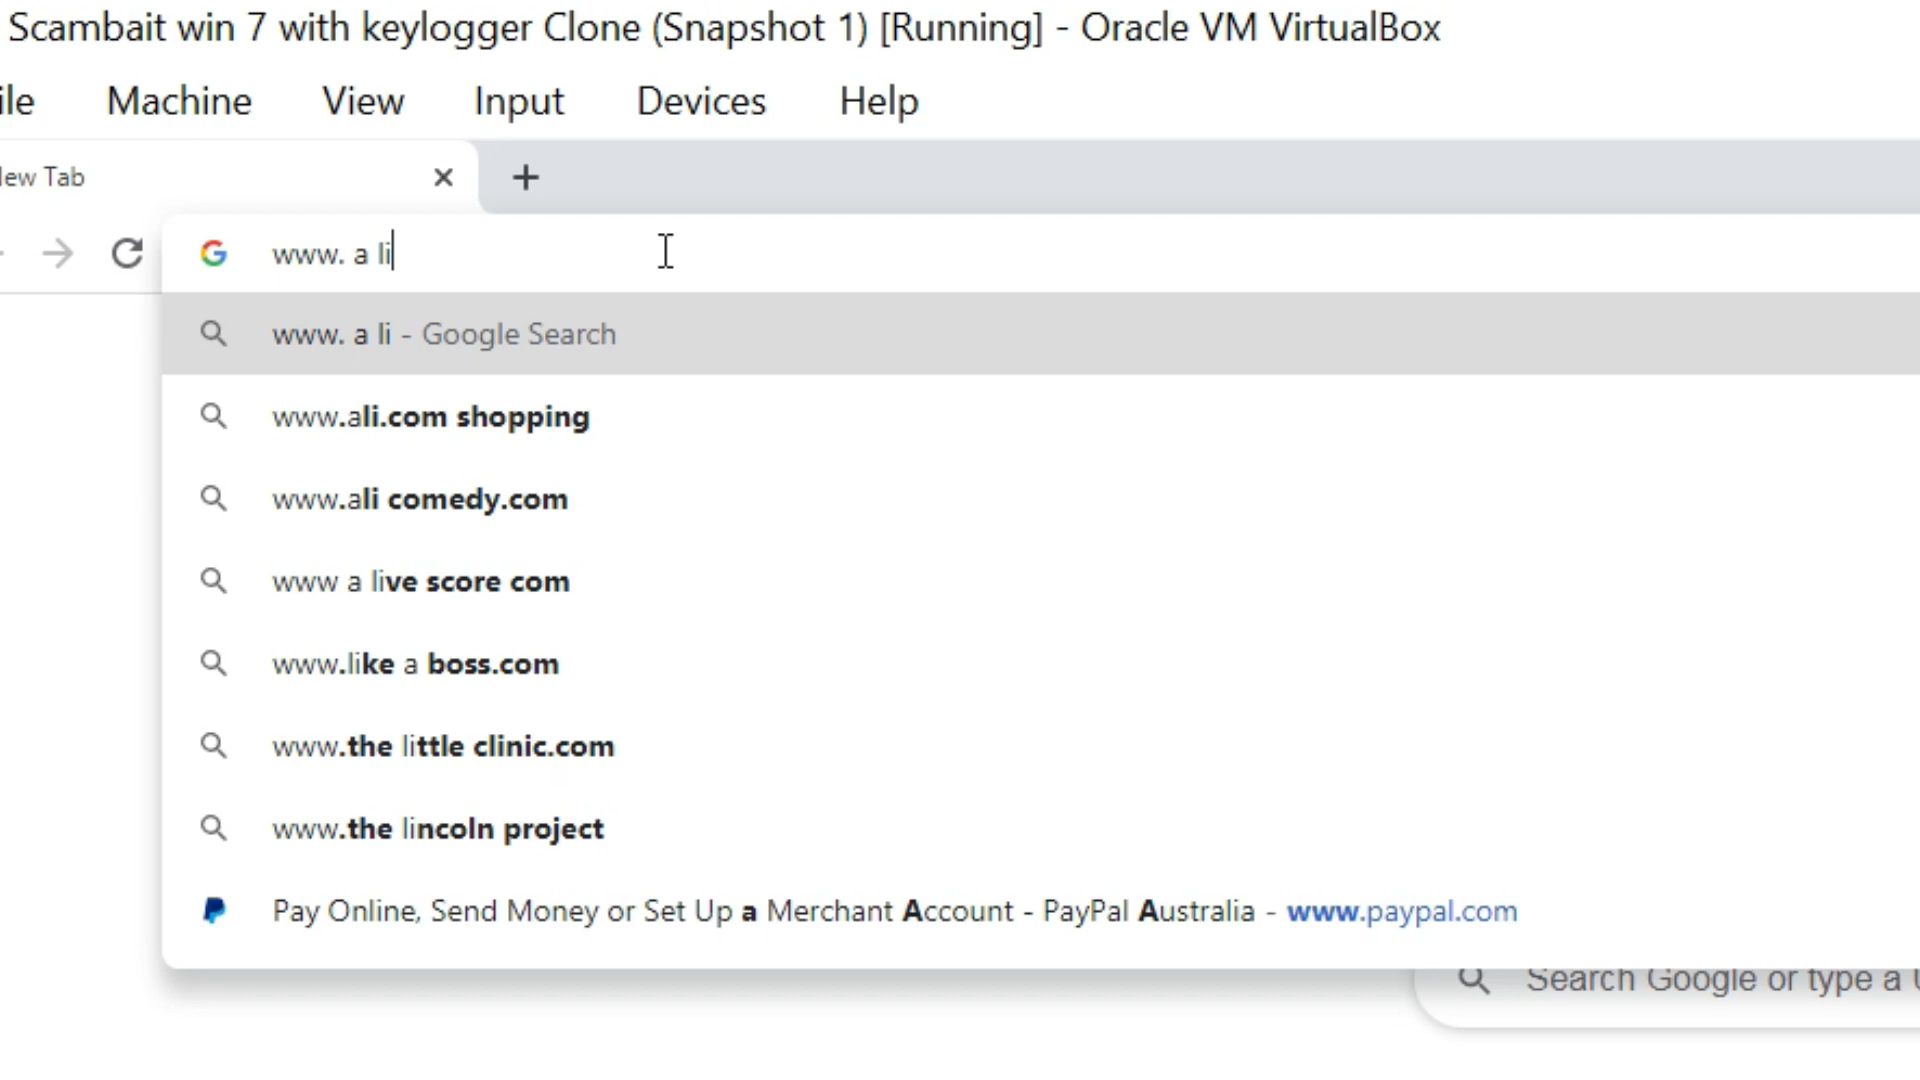 Scambait win 7 with keylogger Clone (Snapshot 1) [Running] - Oracle VM VirtualBox
ile Machine View Input Devices Help
lew Tab
www. a li
www. a li - Google Search
www.ali.com shopping
www.ali comedy.com
www a live score com
www.like a boss.com
www.the little clinic.com
www.the lincoln project
Pay Online, Send Money or Set Up a Merchant Account - PayPal Australia - www.paypal.com
Search Google or type a U